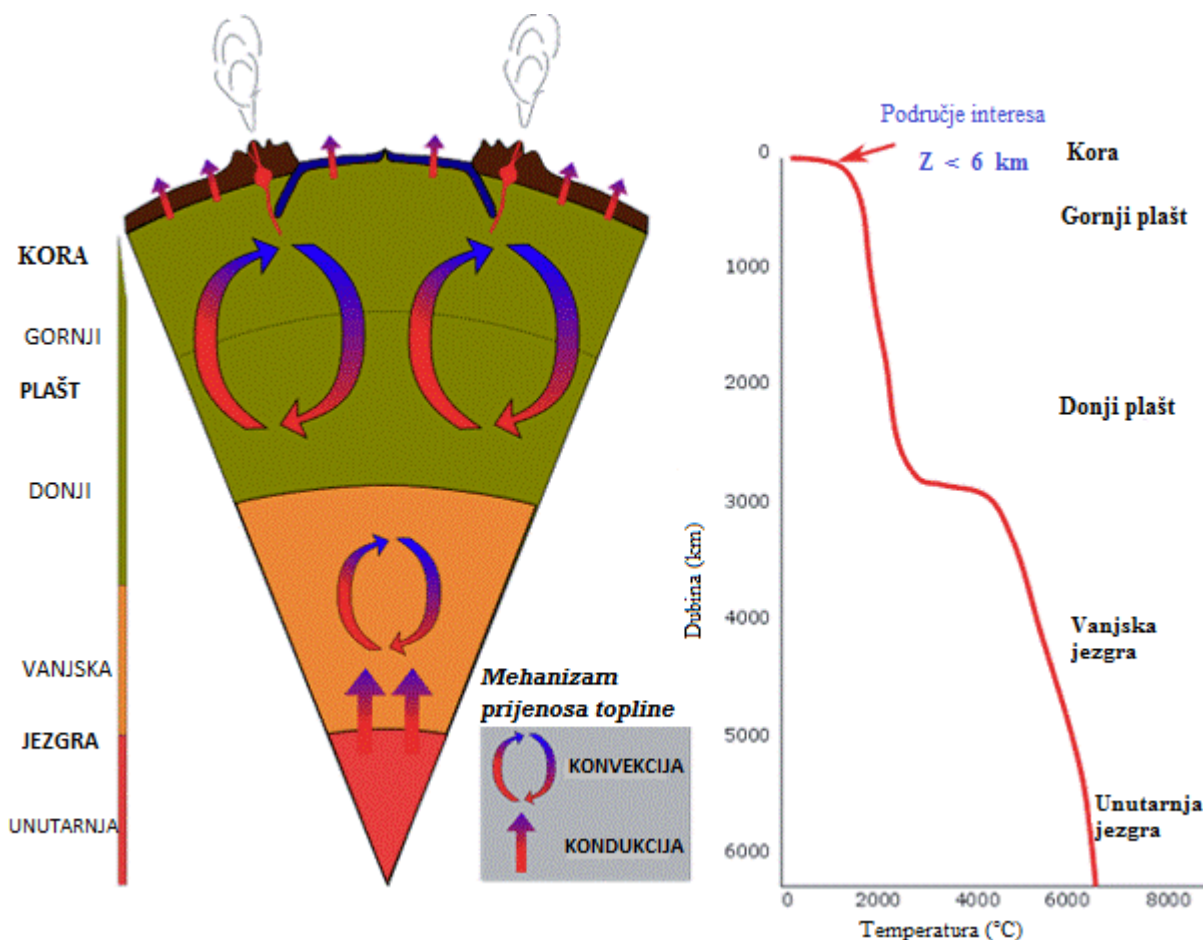 KORA
GORNJI
PLAŠT
DONJI
VANJSKA
JEZGRA
UNUTARNJA
Mehanizam
prijenosa topline
KONVEKCIJA
KONDUKCIJA
Područje interesa
Z < 6 km
Kora
Gornji plašt
Donji plašt
Vanjska
jezgra
Unutarnja
jezgra
Dubina (km)
0
1000
2000
3000
4000
5000
6000
0 2000 4000 6000 8000
Temperatura (°C)